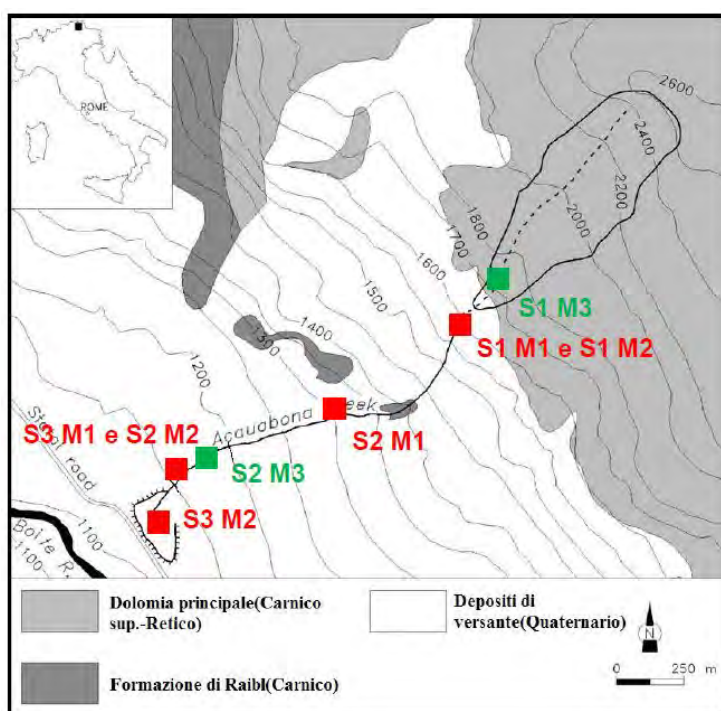 ROME
2600
2400
2200
2000
1800
1700
1600
1500
1400
1300
1200
1100
1100
S1 M3
S1 M1 e S1 M2
Acquabona Creek
S2 M1
S3 M1 e S2 M2
S2 M3
S3 M2
Boite R.
Dolomia principale(Carnico
sup.-Retico)
Depositi di
versante(Quaternario)
Formazione di Raibl(Carnico)
N
0 250 m